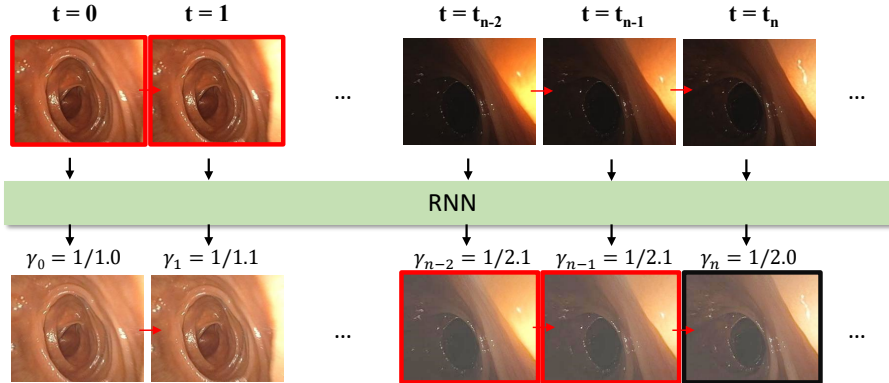 t = 0 t = 1 t = tₙ₋₂ t = tₙ₋₁ t = tₙ
... ...
RNN
γ₀ = 1/1.0 γ₁ = 1/1.1 γₙ₋₂ = 1/2.1 γₙ₋₁ = 1/2.1 γₙ = 1/2.0
... ...